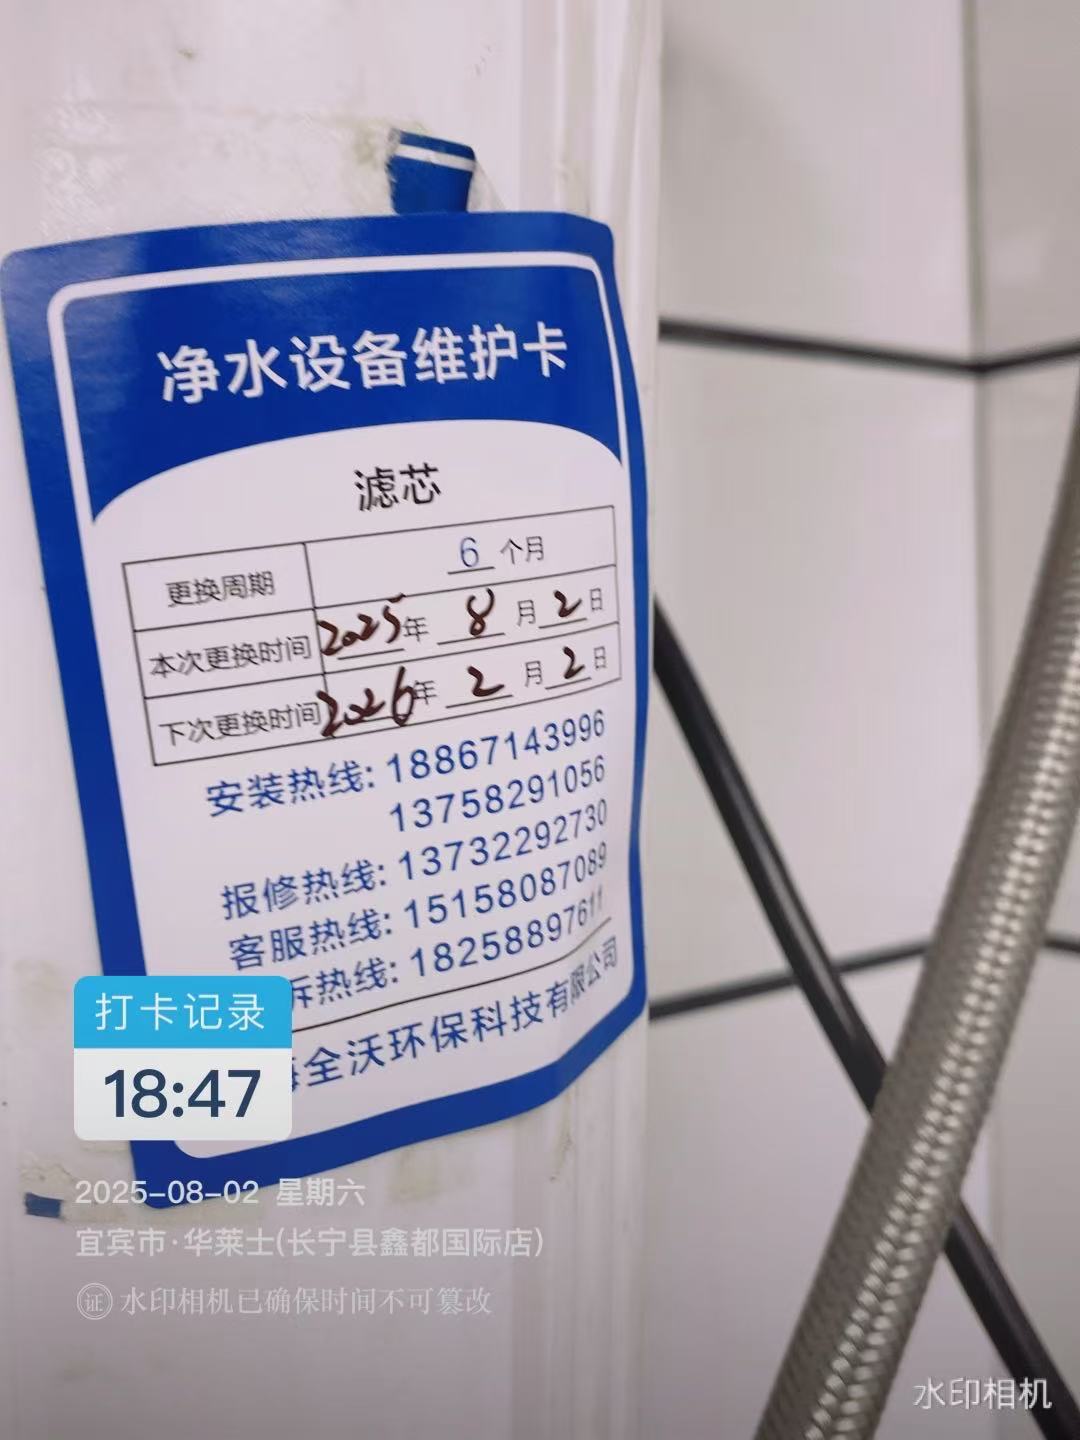 净水设备维护卡
滤芯
更换周期 6 个月
本次更换时间 2025年 8 月 2 日
下次更换时间 2026年 2 月 2 日
安装热线: 18867143996
13758291056
报修热线: 13732292730
客服热线: 15158087089
诉热线: 18258897611
全沃环保科技有限公司
打卡记录
18:47
2025-08-02 星期六
宜宾市·华莱士(长宁县鑫都国际店)
证 水印相机已确保时间不可篡改
水印相机